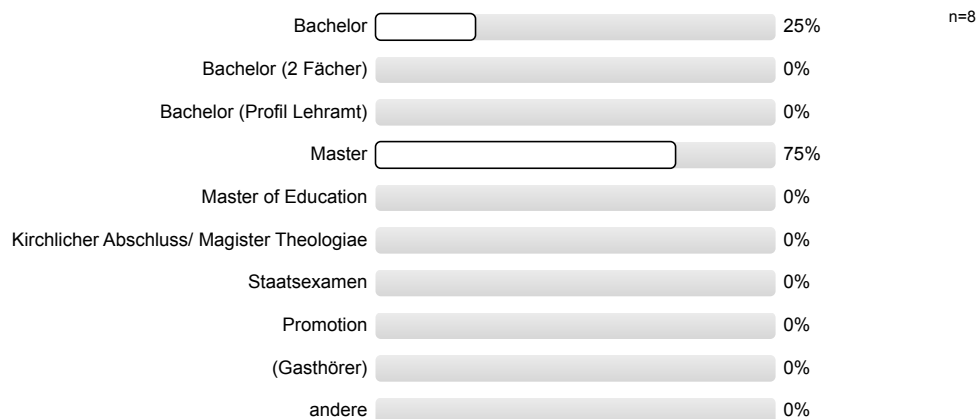 Bachelor 25% n=8
Bachelor (2 Fächer) 0%
Bachelor (Profil Lehramt) 0%
Master 75%
Master of Education 0%
Kirchlicher Abschluss/ Magister Theologiae 0%
Staatsexamen 0%
Promotion 0%
(Gasthörer) 0%
andere 0%